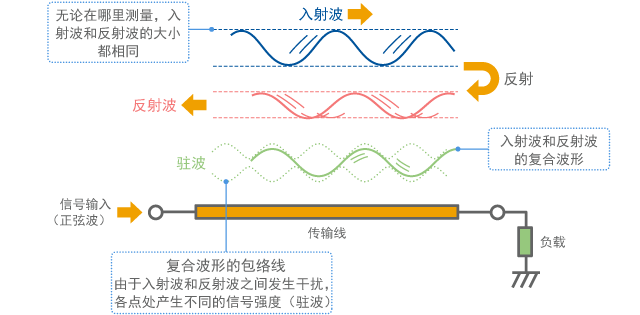 无论在哪里测量，入
射波和反射波的大小
都相同
入射波
反射
反射波
驻波
入射波和反射波
的复合波形
信号输入
（正弦波）
传输线
负载
复合波形的包络线
由于入射波和反射波之间发生干扰，
各点处产生不同的信号强度（驻波）